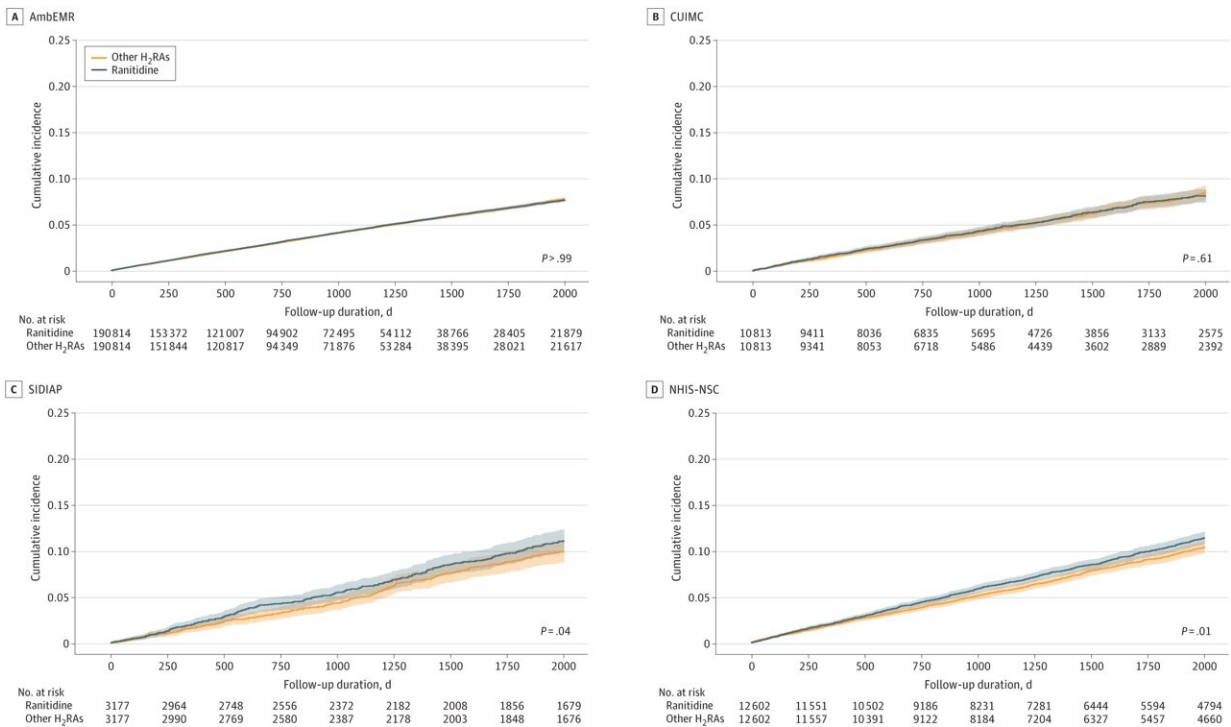 A AmbEMR
0.25
0.20
0.15
0.10
0.05
0
Cumulative incidence
Other H₂RAs
Ranitidine
P > .99
0 250 500 750 1000 1250 1500 1750 2000
Follow-up duration, d
No. at risk
Ranitidine 190814 153372 121007 94902 72495 54112 38766 28405 21879
Other H₂RAs 190814 151844 120817 94349 71876 53284 38395 28021 21617
B CUIMC
0.25
0.20
0.15
0.10
0.05
0
Cumulative incidence
P = .61
0 250 500 750 1000 1250 1500 1750 2000
Follow-up duration, d
No. at risk
Ranitidine 10813 9411 8036 6835 5695 4726 3856 3133 2575
Other H₂RAs 10813 9341 8053 6718 5486 4439 3602 2889 2392
C SIDIAP
0.25
0.20
0.15
0.10
0.05
0
Cumulative incidence
P = .04
0 250 500 750 1000 1250 1500 1750 2000
Follow-up duration, d
No. at risk
Ranitidine 3177 2964 2748 2556 2372 2182 2008 1856 1679
Other H₂RAs 3177 2990 2769 2580 2387 2178 2003 1848 1676
D NHIS-NSC
0.25
0.20
0.15
0.10
0.05
0
Cumulative incidence
P = .01
0 250 500 750 1000 1250 1500 1750 2000
Follow-up duration, d
No. at risk
Ranitidine 12602 11551 10502 9186 8231 7281 6444 5594 4794
Other H₂RAs 12602 11557 10391 9122 8184 7206 6327 5451 4660